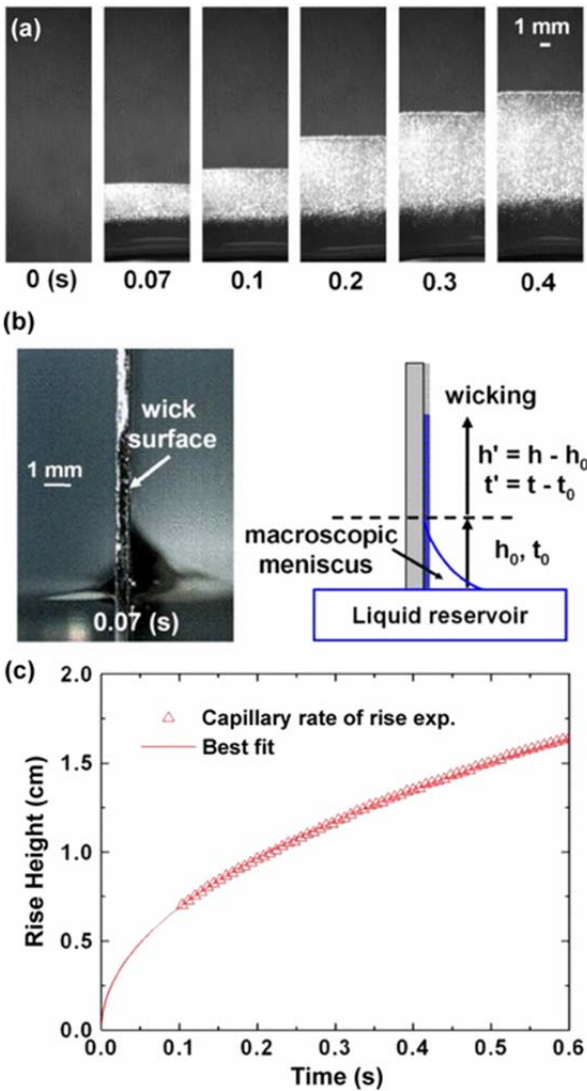 (a)
1 mm
0 (s) 0.07 0.1 0.2 0.3 0.4
(b)
wick
surface
1 mm
0.07 (s)
wicking
h' = h - h₀
t' = t - t₀
macroscopic
meniscus
h₀, t₀
Liquid reservoir
(c)
2.0
1.5
1.0
0.5
0.0
Rise Height (cm)
Capillary rate of rise exp.
Best fit
0.0 0.1 0.2 0.3 0.4 0.5 0.6
Time (s)